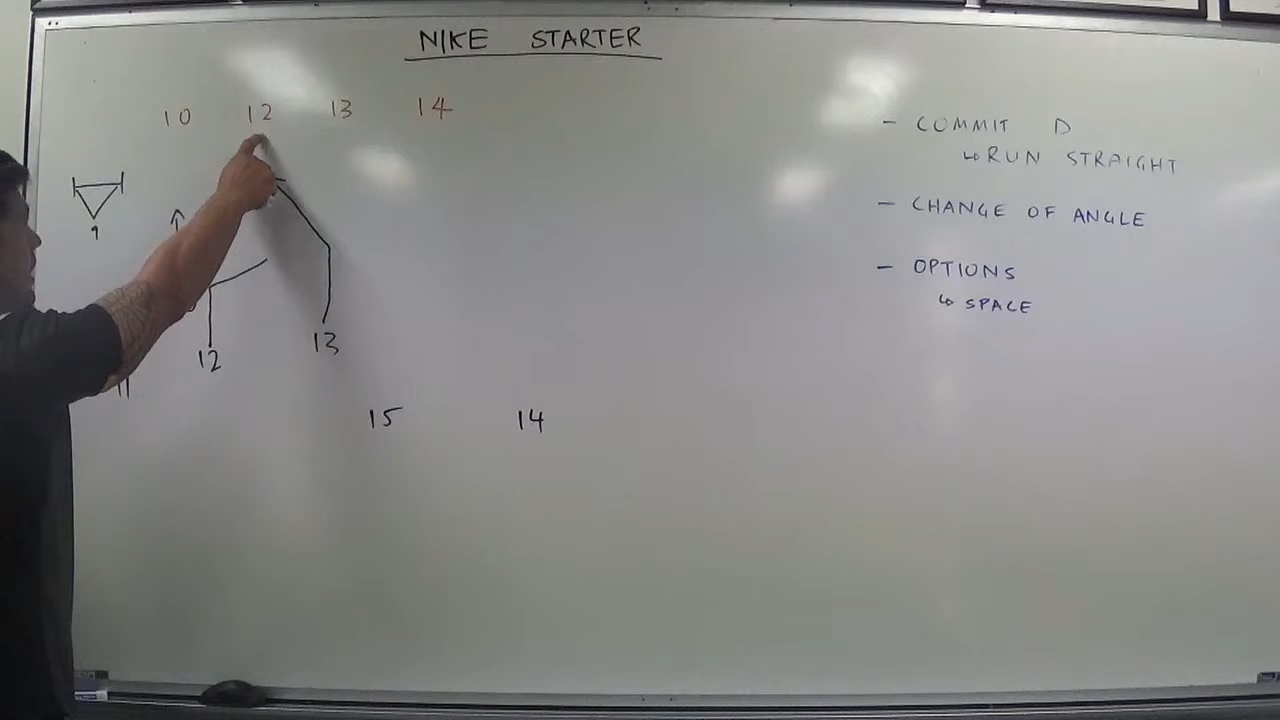 NIKE STARTER
10 12 13 14
- COMMIT D
↳ RUN STRAIGHT
- CHANGE OF ANGLE
- OPTIONS
↳ SPACE
9
12 13
11
15 14